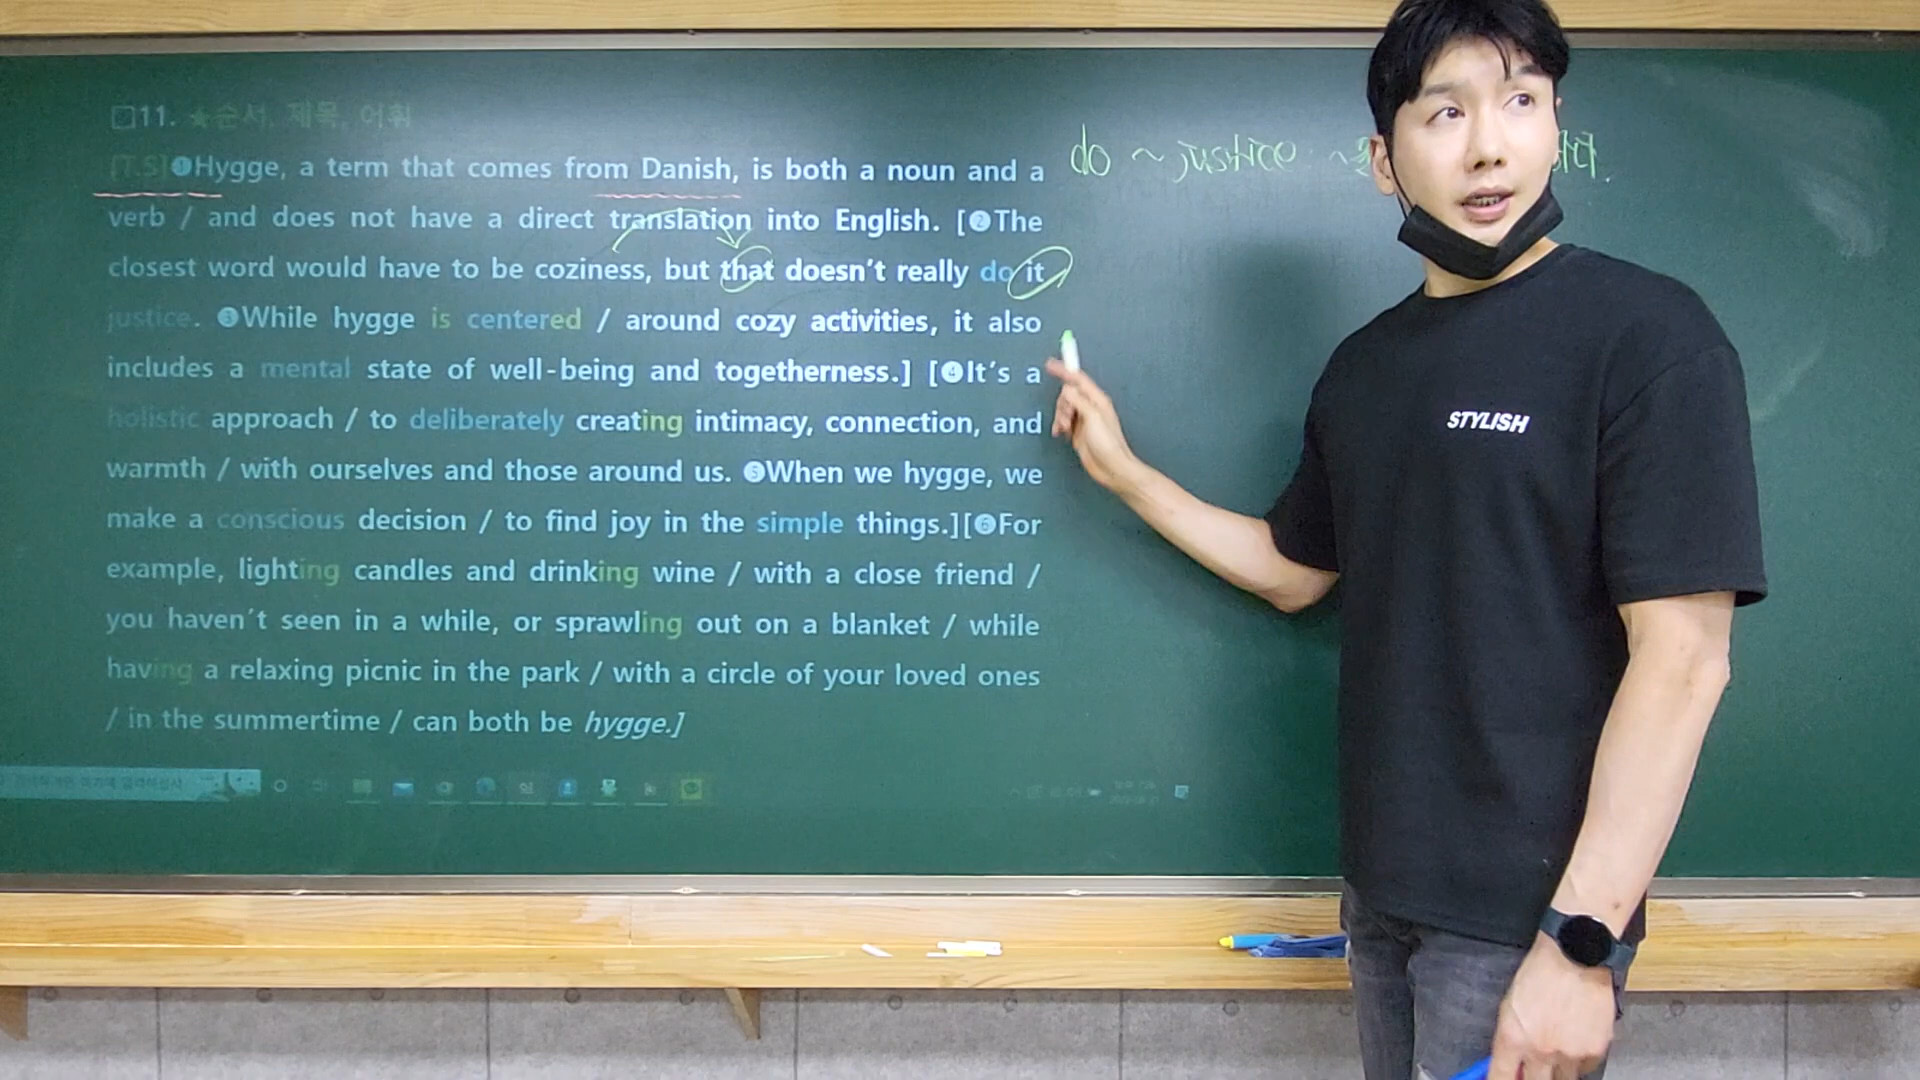 11. ★순서, 제목, 어휘
[T.S]❶Hygge, a term that comes from Danish, is both a noun and a
verb / and does not have a direct translation into English. [❷The
closest word would have to be coziness, but that doesn't really do it
justice. ❸While hygge is centered / around cozy activities, it also
includes a mental state of well-being and togetherness.] [❹It's a
holistic approach / to deliberately creating intimacy, connection, and
warmth / with ourselves and those around us. ❺When we hygge, we
make a conscious decision / to find joy in the simple things.][❻For
example, lighting candles and drinking wine / with a close friend /
you haven't seen in a while, or sprawling out on a blanket / while
having a relaxing picnic in the park / with a circle of your loved ones
/ in the summertime / can both be hygge.]
do ~ justice ~
STYLISH